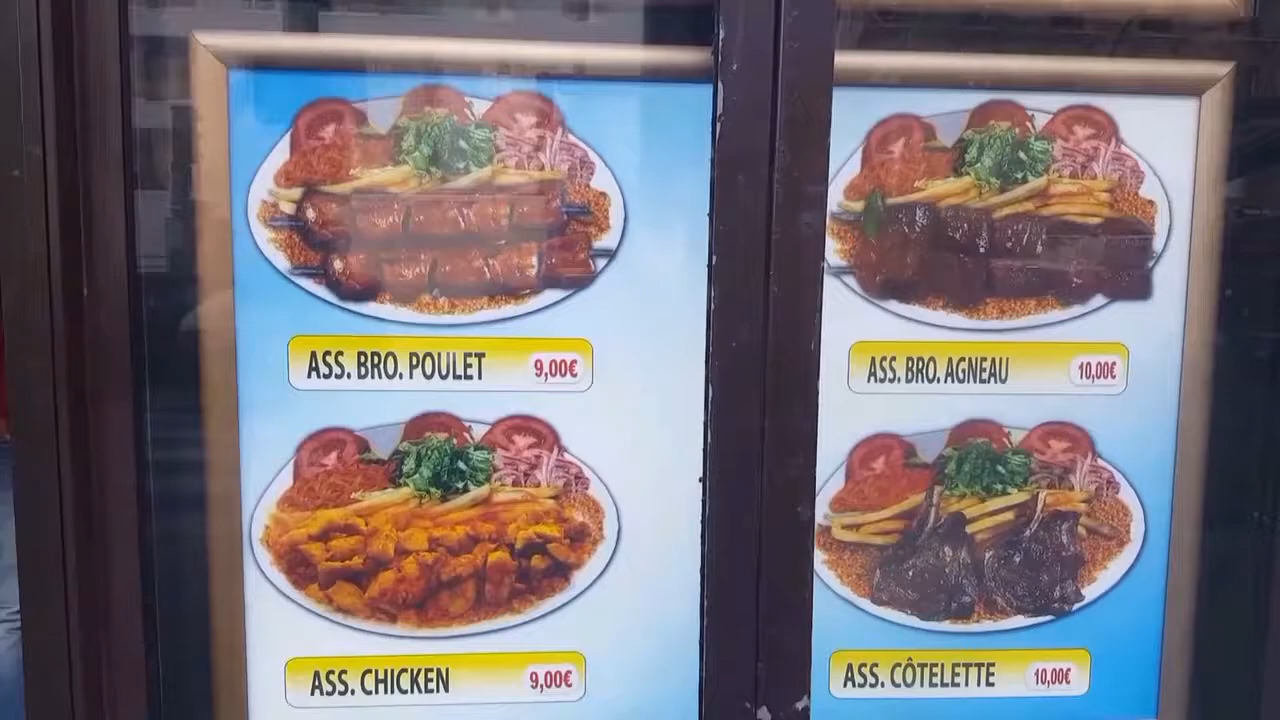 ASS. BRO. POULET 9,00€
ASS. BRO. AGNEAU 10,00€
ASS. CHICKEN 9,00€
ASS. CÔTELETTE 10,00€